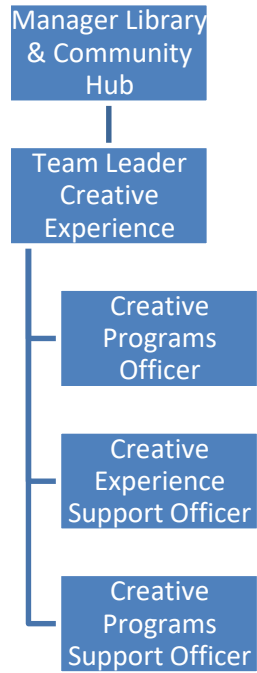 Manager Library
& Community
Hub
Team Leader
Creative
Experience
Creative
Programs
Officer
Creative
Experience
Support Officer
Creative
Programs
Support Officer